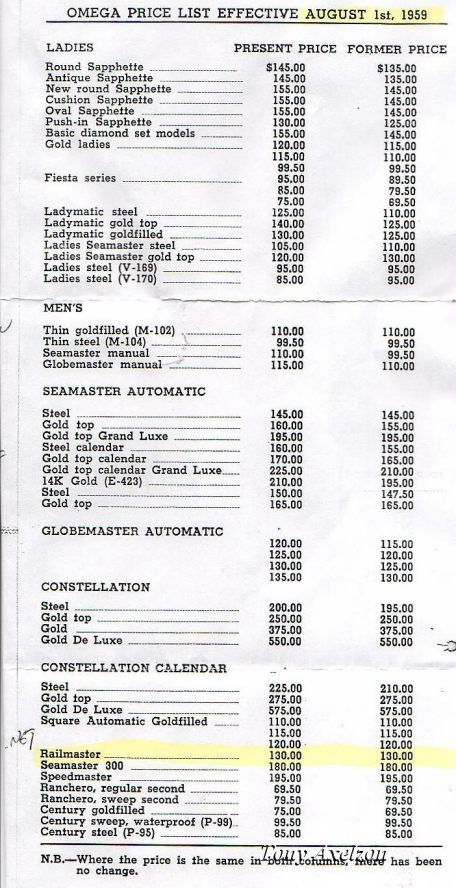 OMEGA PRICE LIST EFFECTIVE AUGUST 1st, 1959
LADIES PRESENT PRICE FORMER PRICE
Round Sapphette $145.00 $135.00
Antique Sapphette 145.00 135.00
New round Sapphette 155.00 145.00
Cushion Sapphette 155.00 145.00
Oval Sapphette 155.00 145.00
Push-in Sapphette 130.00 125.00
Basic diamond set models 155.00 145.00
Gold ladies 120.00 115.00
115.00 110.00
99.50 99.50
Fiesta series 95.00 89.50
85.00 79.50
75.00 69.50
Ladymatic steel 125.00 110.00
Ladymatic gold top 140.00 125.00
Ladymatic goldfilled 130.00 125.00
Ladies Seamaster steel 105.00 110.00
Ladies Seamaster gold top 120.00 130.00
Ladies steel (V-169) 95.00 95.00
Ladies steel (V-170) 85.00 95.00
MEN'S
Thin goldfilled (M-102) 110.00 110.00
Thin steel (M-104) 99.50 99.50
Seamaster manual 110.00 99.50
Globemaster manual 115.00 110.00
SEAMASTER AUTOMATIC
Steel 145.00 145.00
Gold top 160.00 155.00
Gold top Grand Luxe 195.00 195.00
Steel calendar 160.00 155.00
Gold top calendar 170.00 165.00
Gold top calendar Grand Luxe 225.00 210.00
14K Gold (E-423) 210.00 195.00
Steel 150.00 147.50
Gold top 165.00 165.00
GLOBEMASTER AUTOMATIC
120.00 115.00
125.00 120.00
130.00 125.00
135.00 130.00
CONSTELLATION
Steel 200.00 195.00
Gold top 250.00 250.00
Gold 375.00 375.00
Gold De Luxe 550.00 550.00
CONSTELLATION CALENDAR
Steel 225.00 210.00
Gold top 275.00 275.00
Gold De Luxe 575.00 575.00
Square Automatic Goldfilled 110.00 110.00
115.00 115.00
.NET 120.00 120.00
Railmaster 130.00 130.00
Seamaster 300 180.00 180.00
Speedmaster 195.00 195.00
Ranchero, regular second 69.50 69.50
Ranchero, sweep second 79.50 79.50
Century goldfilled 75.00 69.50
Century sweep, waterproof (P-99) 99.50 99.50
Century steel (P-95) 85.00 85.00
Tony Axelzon
N.B.—Where the price is the same in both columns, there has been
no change.